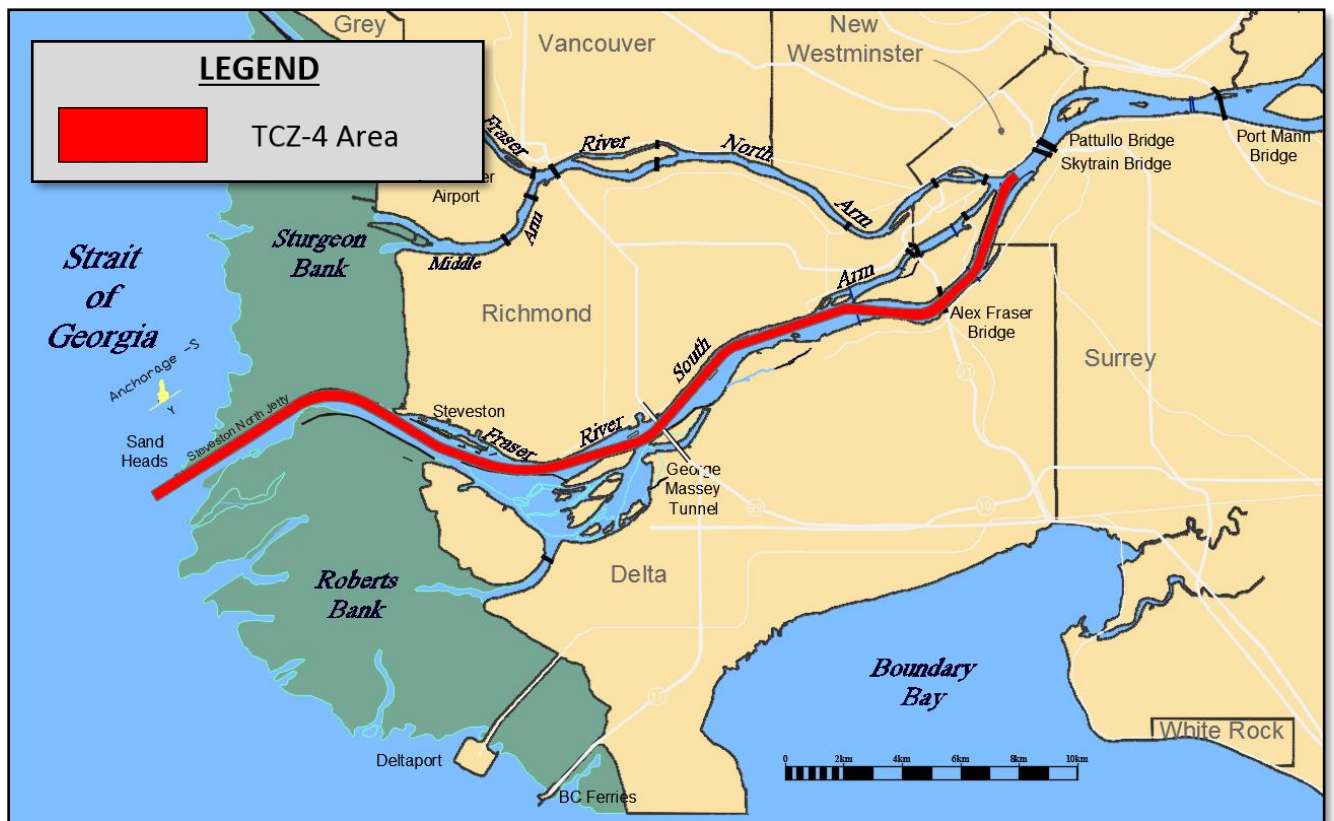 Grey
Vancouver
New
Westminster
LEGEND
TCZ-4 Area
Fraser
River
North
Arm
Pattullo Bridge
Skytrain Bridge
Port Mann
Bridge
Airport
Arm
Middle
Sturgeon
Bank
Strait
of
Georgia
Richmond
Arm
Alex Fraser
Bridge
Surrey
91
South
Anchorage -S
Y
Sand
Heads
Steveston North Jetty
Steveston
Fraser
River
George
Massey
Tunnel
10
Roberts
Bank
Delta
Boundary
Bay
17
White Rock
Deltaport
BC Ferries
0 2km 4km 6km 8km 10km